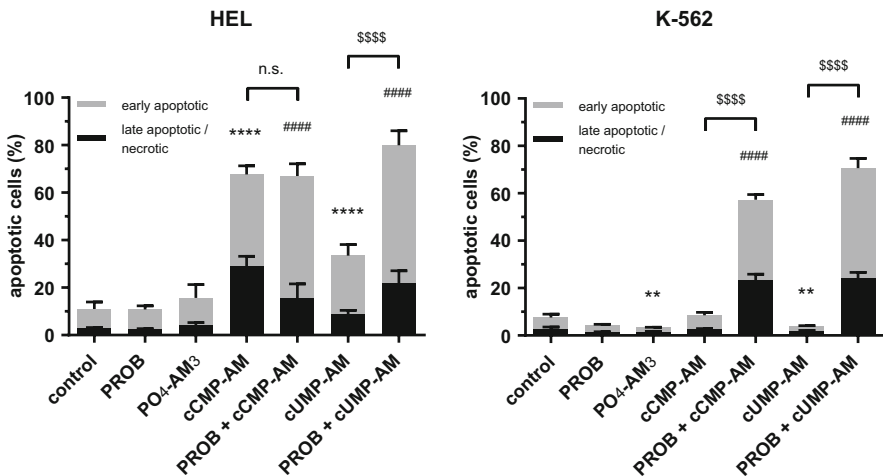 HEL
$$$$
n.s.
####
****
####
****
early apoptotic
late apoptotic /
necrotic
apoptotic cells (%)
100
80
60
40
20
0
control
PROB
PO4-AM3
cCMP-AM
PROB + cCMP-AM
cUMP-AM
PROB + cUMP-AM
K-562
$$$$
$$$$
####
####
**
**
early apoptotic
late apoptotic /
necrotic
apoptotic cells (%)
100
80
60
40
20
0
control
PROB
PO4-AM3
cCMP-AM
PROB + cCMP-AM
cUMP-AM
PROB + cUMP-AM